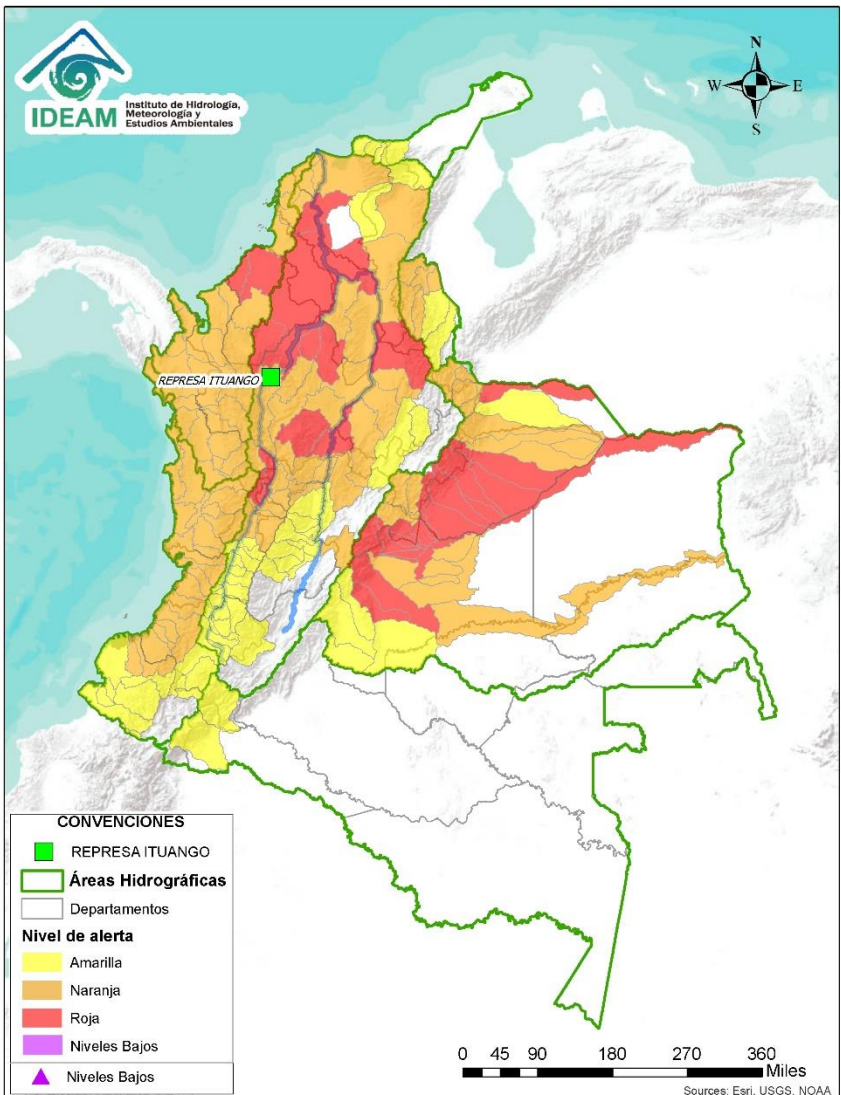 IDEAM
Instituto de Hidrología,
Meteorología y
Estudios Ambientales
N
W
E
S
REPRESA ITUANGO
CONVENCIONES
REPRESA ITUANGO
Áreas Hidrográficas
Departamentos
Nivel de alerta
Amarilla
Naranja
Roja
Niveles Bajos
Niveles Bajos
0 45 90 180 270 360
Miles
Sources: Esri, USGS, NOAA